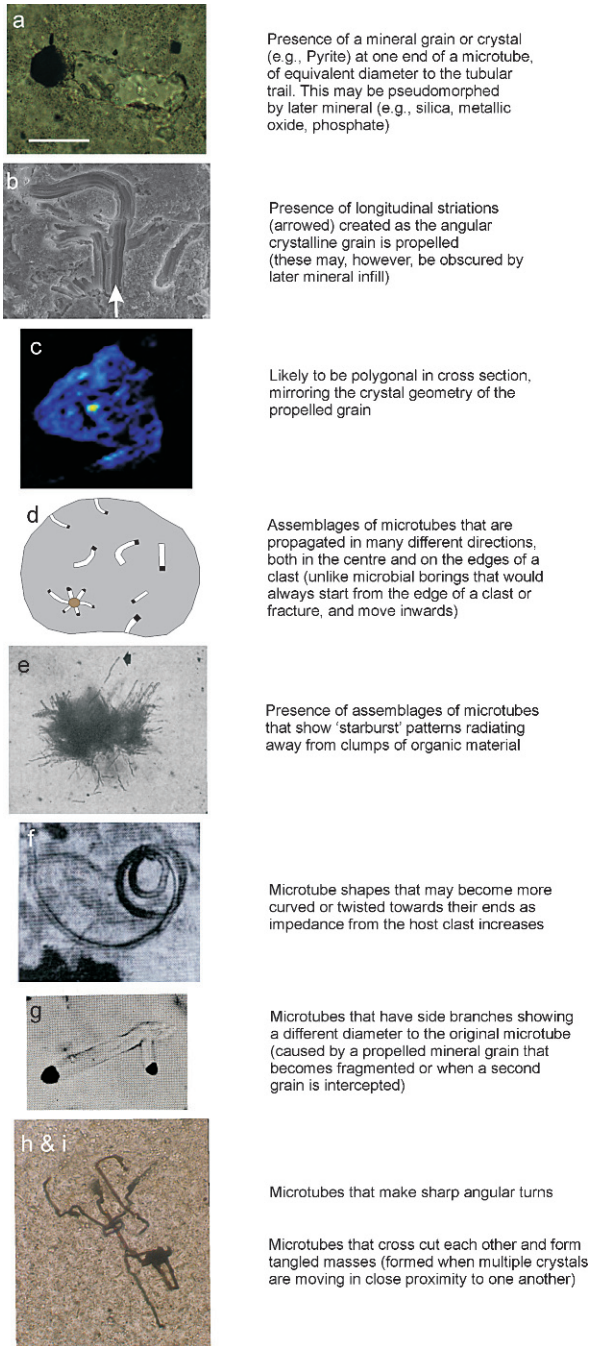 a
Presence of a mineral grain or crystal
(e.g., Pyrite) at one end of a microtube,
of equivalent diameter to the tubular
trail. This may be pseudomorphed
by later mineral (e.g., silica, metallic
oxide, phosphate)
b
Presence of longitudinal striations
(arrowed) created as the angular
crystalline grain is propelled
(these may, however, be obscured by
later mineral infill)
c
Likely to be polygonal in cross section,
mirroring the crystal geometry of the
propelled grain
d
Assemblages of microtubes that are
propagated in many different directions,
both in the centre and on the edges of a
clast (unlike microbial borings that would
always start from the edge of a clast or
fracture, and move inwards)
e
Presence of assemblages of microtubes
that show ‘starburst’ patterns radiating
away from clumps of organic material
f
Microtube shapes that may become more
curved or twisted towards their ends as
impedance from the host clast increases
g
Microtubes that have side branches showing
a different diameter to the original microtube
(caused by a propelled mineral grain that
becomes fragmented or when a second
grain is intercepted)
h & i
Microtubes that make sharp angular turns
Microtubes that cross cut each other and form
tangled masses (formed when multiple crystals
are moving in close proximity to one another)